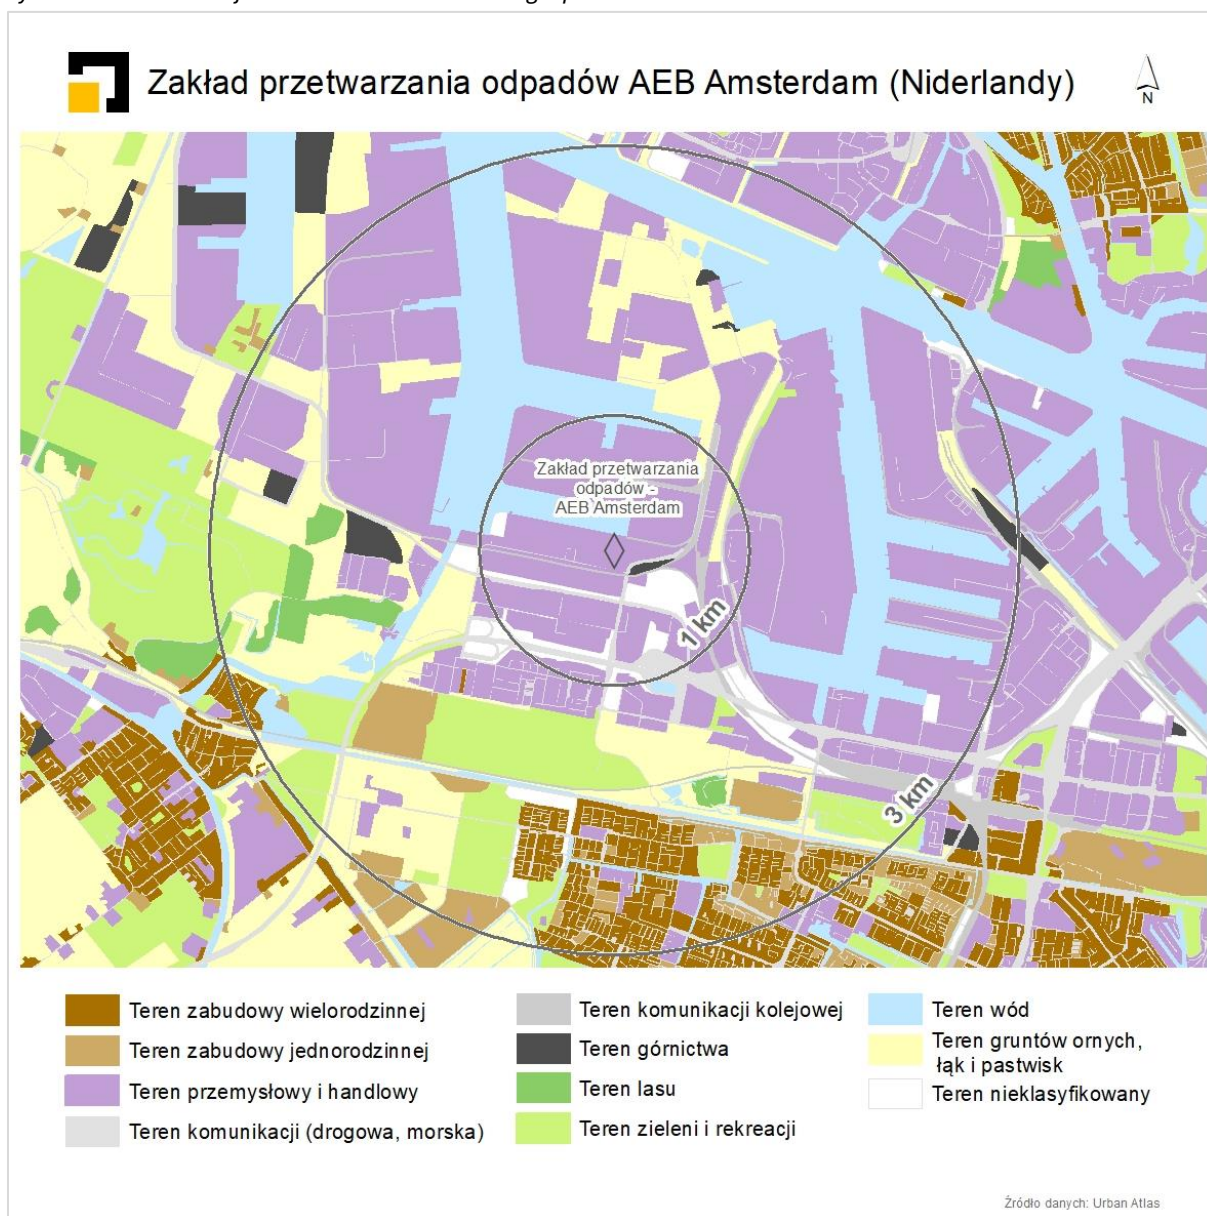 Zakład przetwarzania odpadów AEB Amsterdam (Niderlandy)
N
Zakład przetwarzania
odpadów -
AEB Amsterdam
1 km
3 km
Teren zabudowy wielorodzinnej
Teren zabudowy jednorodzinnej
Teren przemysłowy i handlowy
Teren komunikacji (drogowa, morska)
Teren komunikacji kolejowej
Teren górnictwa
Teren lasu
Teren zieleni i rekreacji
Teren wód
Teren gruntów ornych,
łąk i pastwisk
Teren nieklasyfikowany
Źródło danych: Urban Atlas